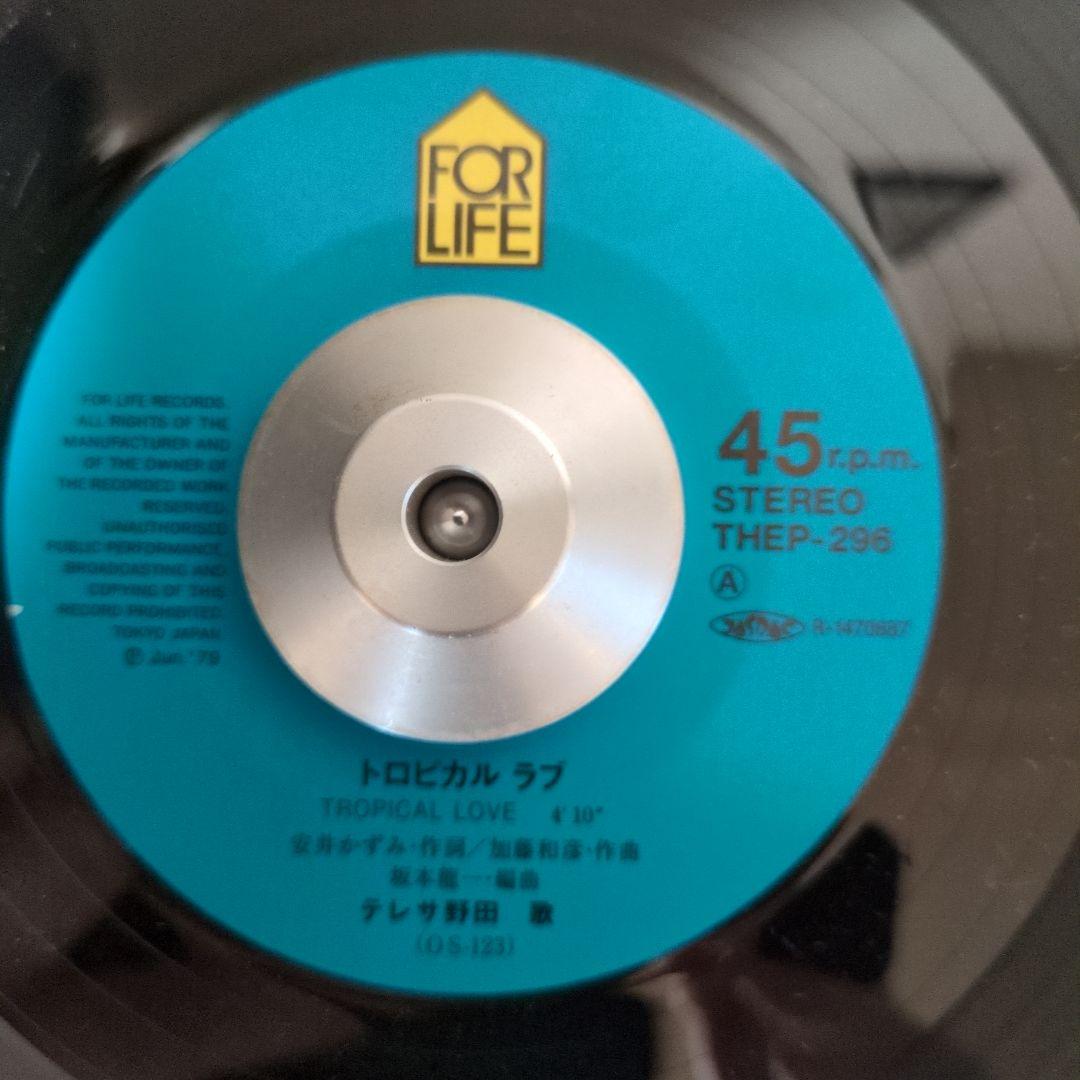 FOR
LIFE
FOR LIFE RECORDS.
ALL RIGHTS OF THE
MANUFACTURER AND
OF THE OWNER OF
THE RECORDED WORK
RESERVED.
UNAUTHORISED
PUBLIC PERFORMANCE,
BROADCASTING AND
COPYING OF THIS
RECORD PROHIBITED.
TOKYO JAPAN.
Ⓟ Jun. '79
45 r.p.m.
STEREO
THEP-296
Ⓐ
JASRAC
トロピカル ラブ
TROPICAL LOVE 4'10"
安井かずみ・作詞／加藤和彦・作曲
坂本龍一・編曲
テレサ野田 歌
(OS-123)